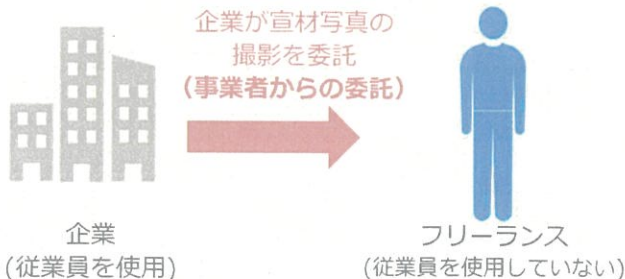 企業が宣材写真の
撮影を委託
(事業者からの委託)
企業
(従業員を使用)
フリーランス
(従業員を使用していない)